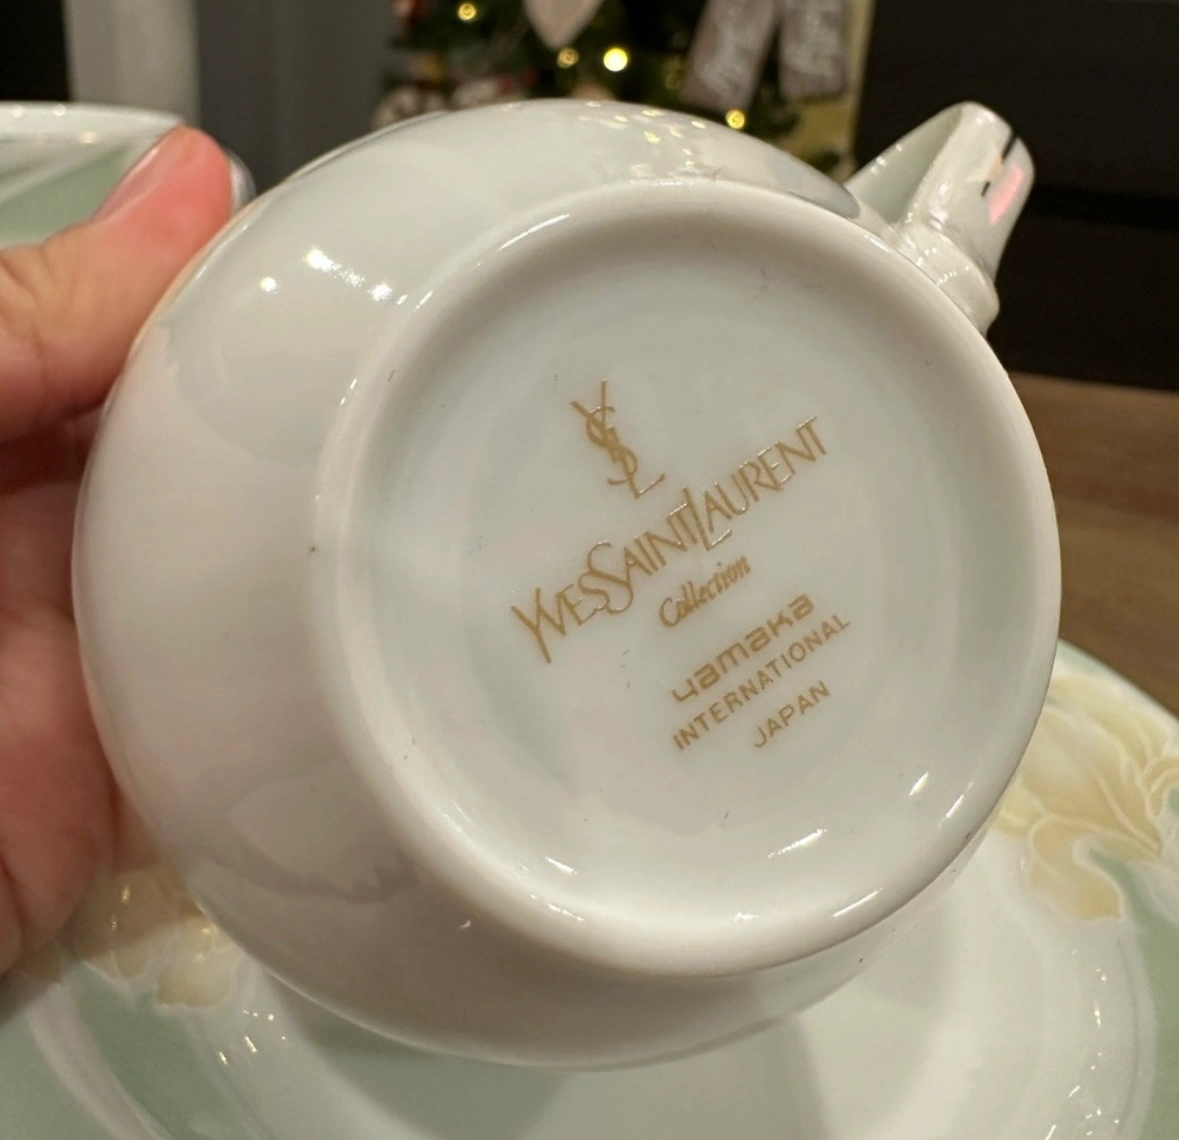 YSL
YVESSAINTLAURENT
Collection
yamaka
INTERNATIONAL
JAPAN